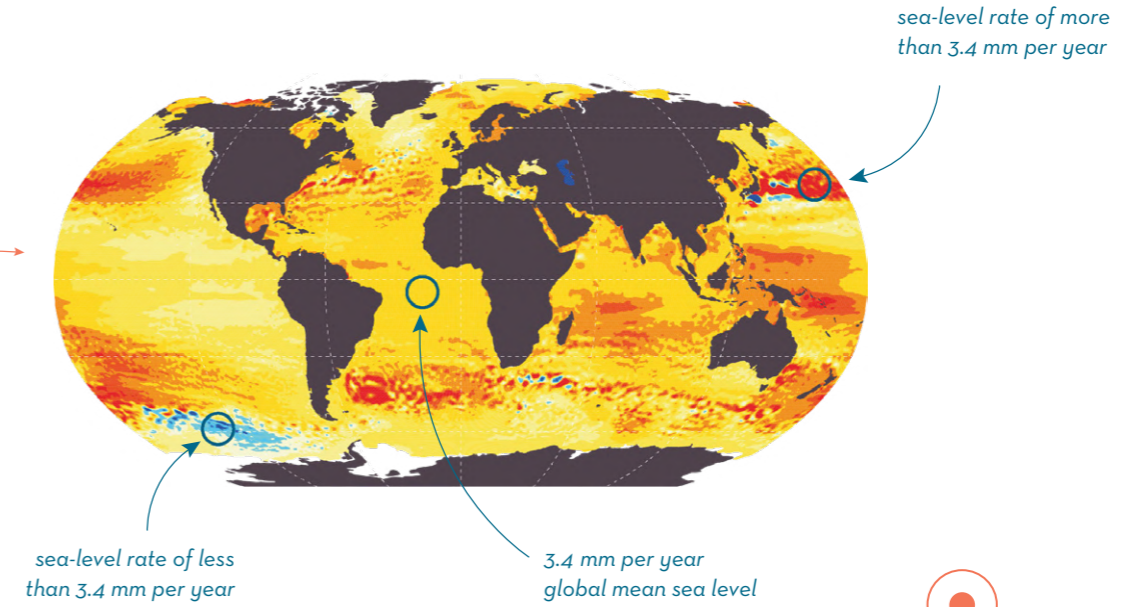 sea-level rate of more
than 3.4 mm per year
sea-level rate of less
than 3.4 mm per year
3.4 mm per year
global mean sea level